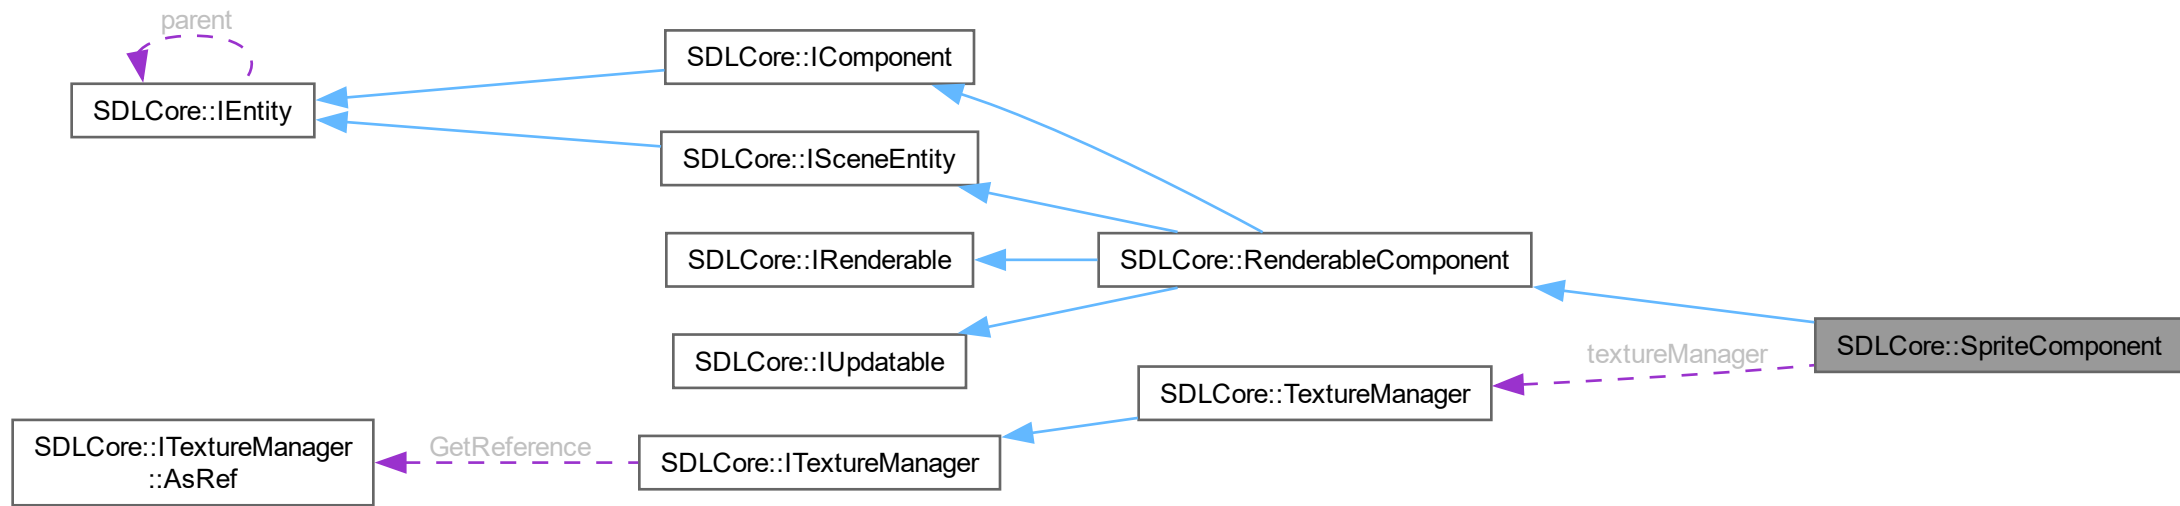 parent
SDLCore::IComponent
SDLCore::IEntity
SDLCore::ISceneEntity
SDLCore::IRenderable
SDLCore::RenderableComponent
SDLCore::SpriteComponent
textureManager
SDLCore::IUpdatable
SDLCore::TextureManager
SDLCore::ITextureManager
::AsRef
GetReference
SDLCore::ITextureManager